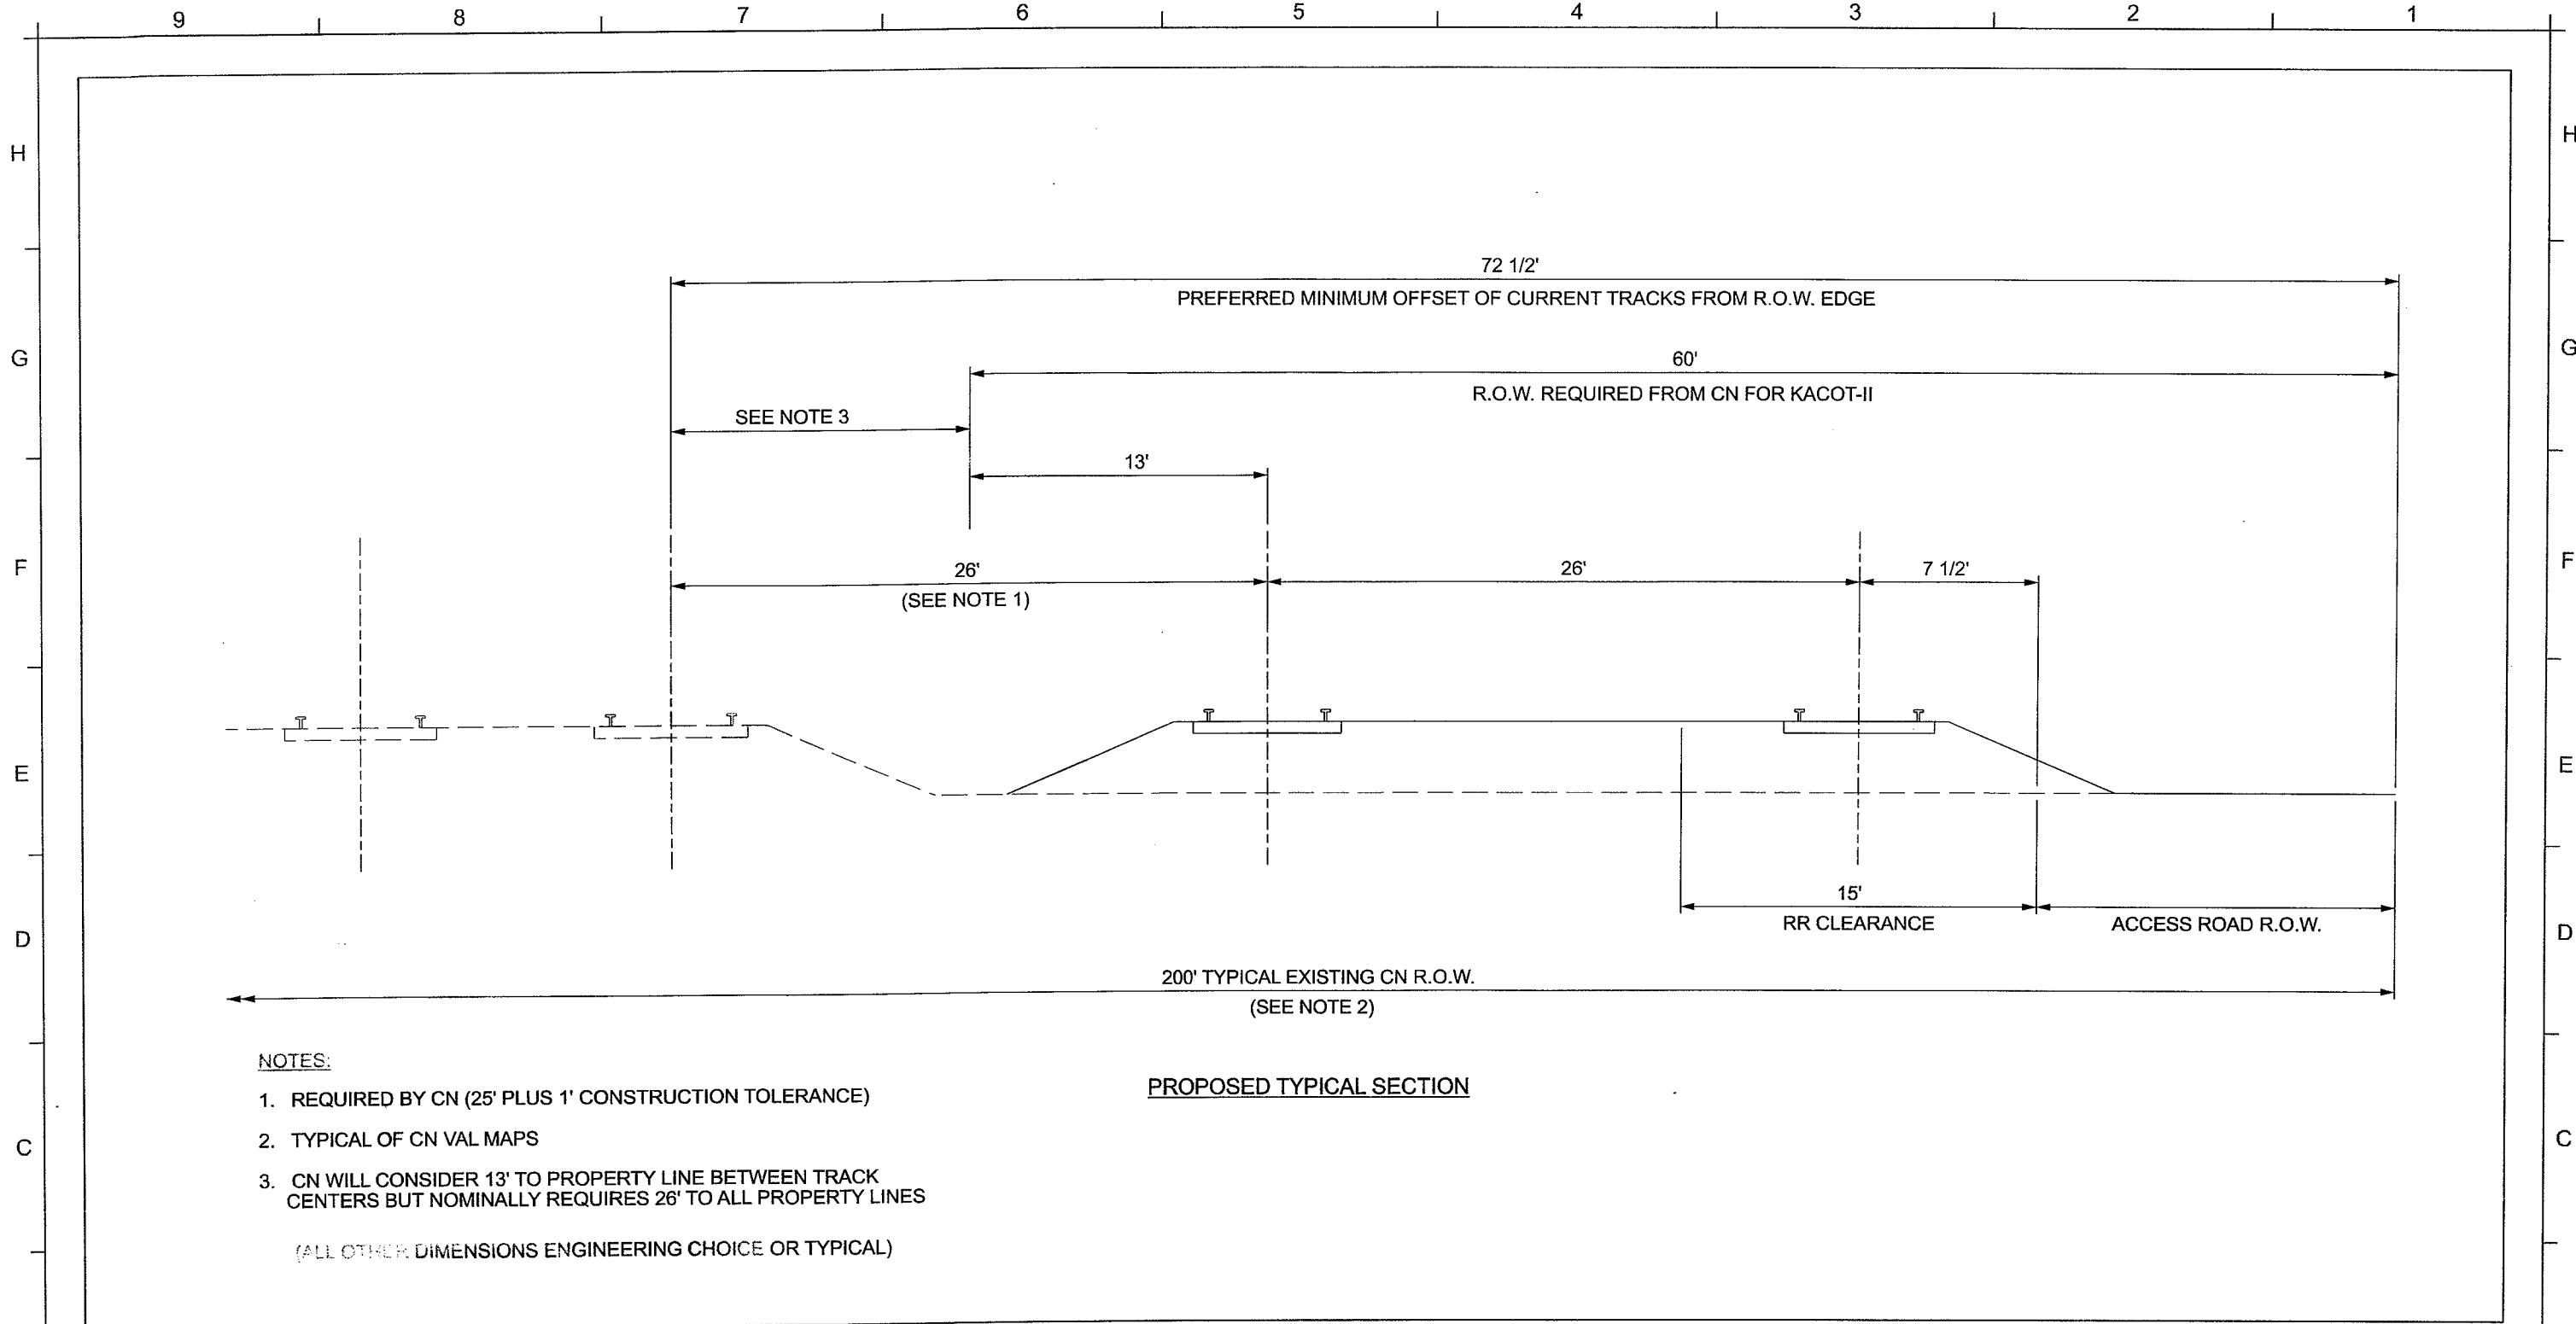 9 8 7 6 5 4 3 2 1
H H
72 1/2'
PREFERRED MINIMUM OFFSET OF CURRENT TRACKS FROM R.O.W. EDGE
G G
60'
R.O.W. REQUIRED FROM CN FOR KACOT-II
SEE NOTE 3
13'
F F
26' 26' 7 1/2'
(SEE NOTE 1)
E E
15'
RR CLEARANCE ACCESS ROAD R.O.W.
D D
200' TYPICAL EXISTING CN R.O.W.
(SEE NOTE 2)
NOTES:
PROPOSED TYPICAL SECTION
1. REQUIRED BY CN (25' PLUS 1' CONSTRUCTION TOLERANCE)
2. TYPICAL OF CN VAL MAPS
C C
3. CN WILL CONSIDER 13' TO PROPERTY LINE BETWEEN TRACK
CENTERS BUT NOMINALLY REQUIRES 26' TO ALL PROPERTY LINES
(ALL OTHER DIMENSIONS ENGINEERING CHOICE OR TYPICAL)